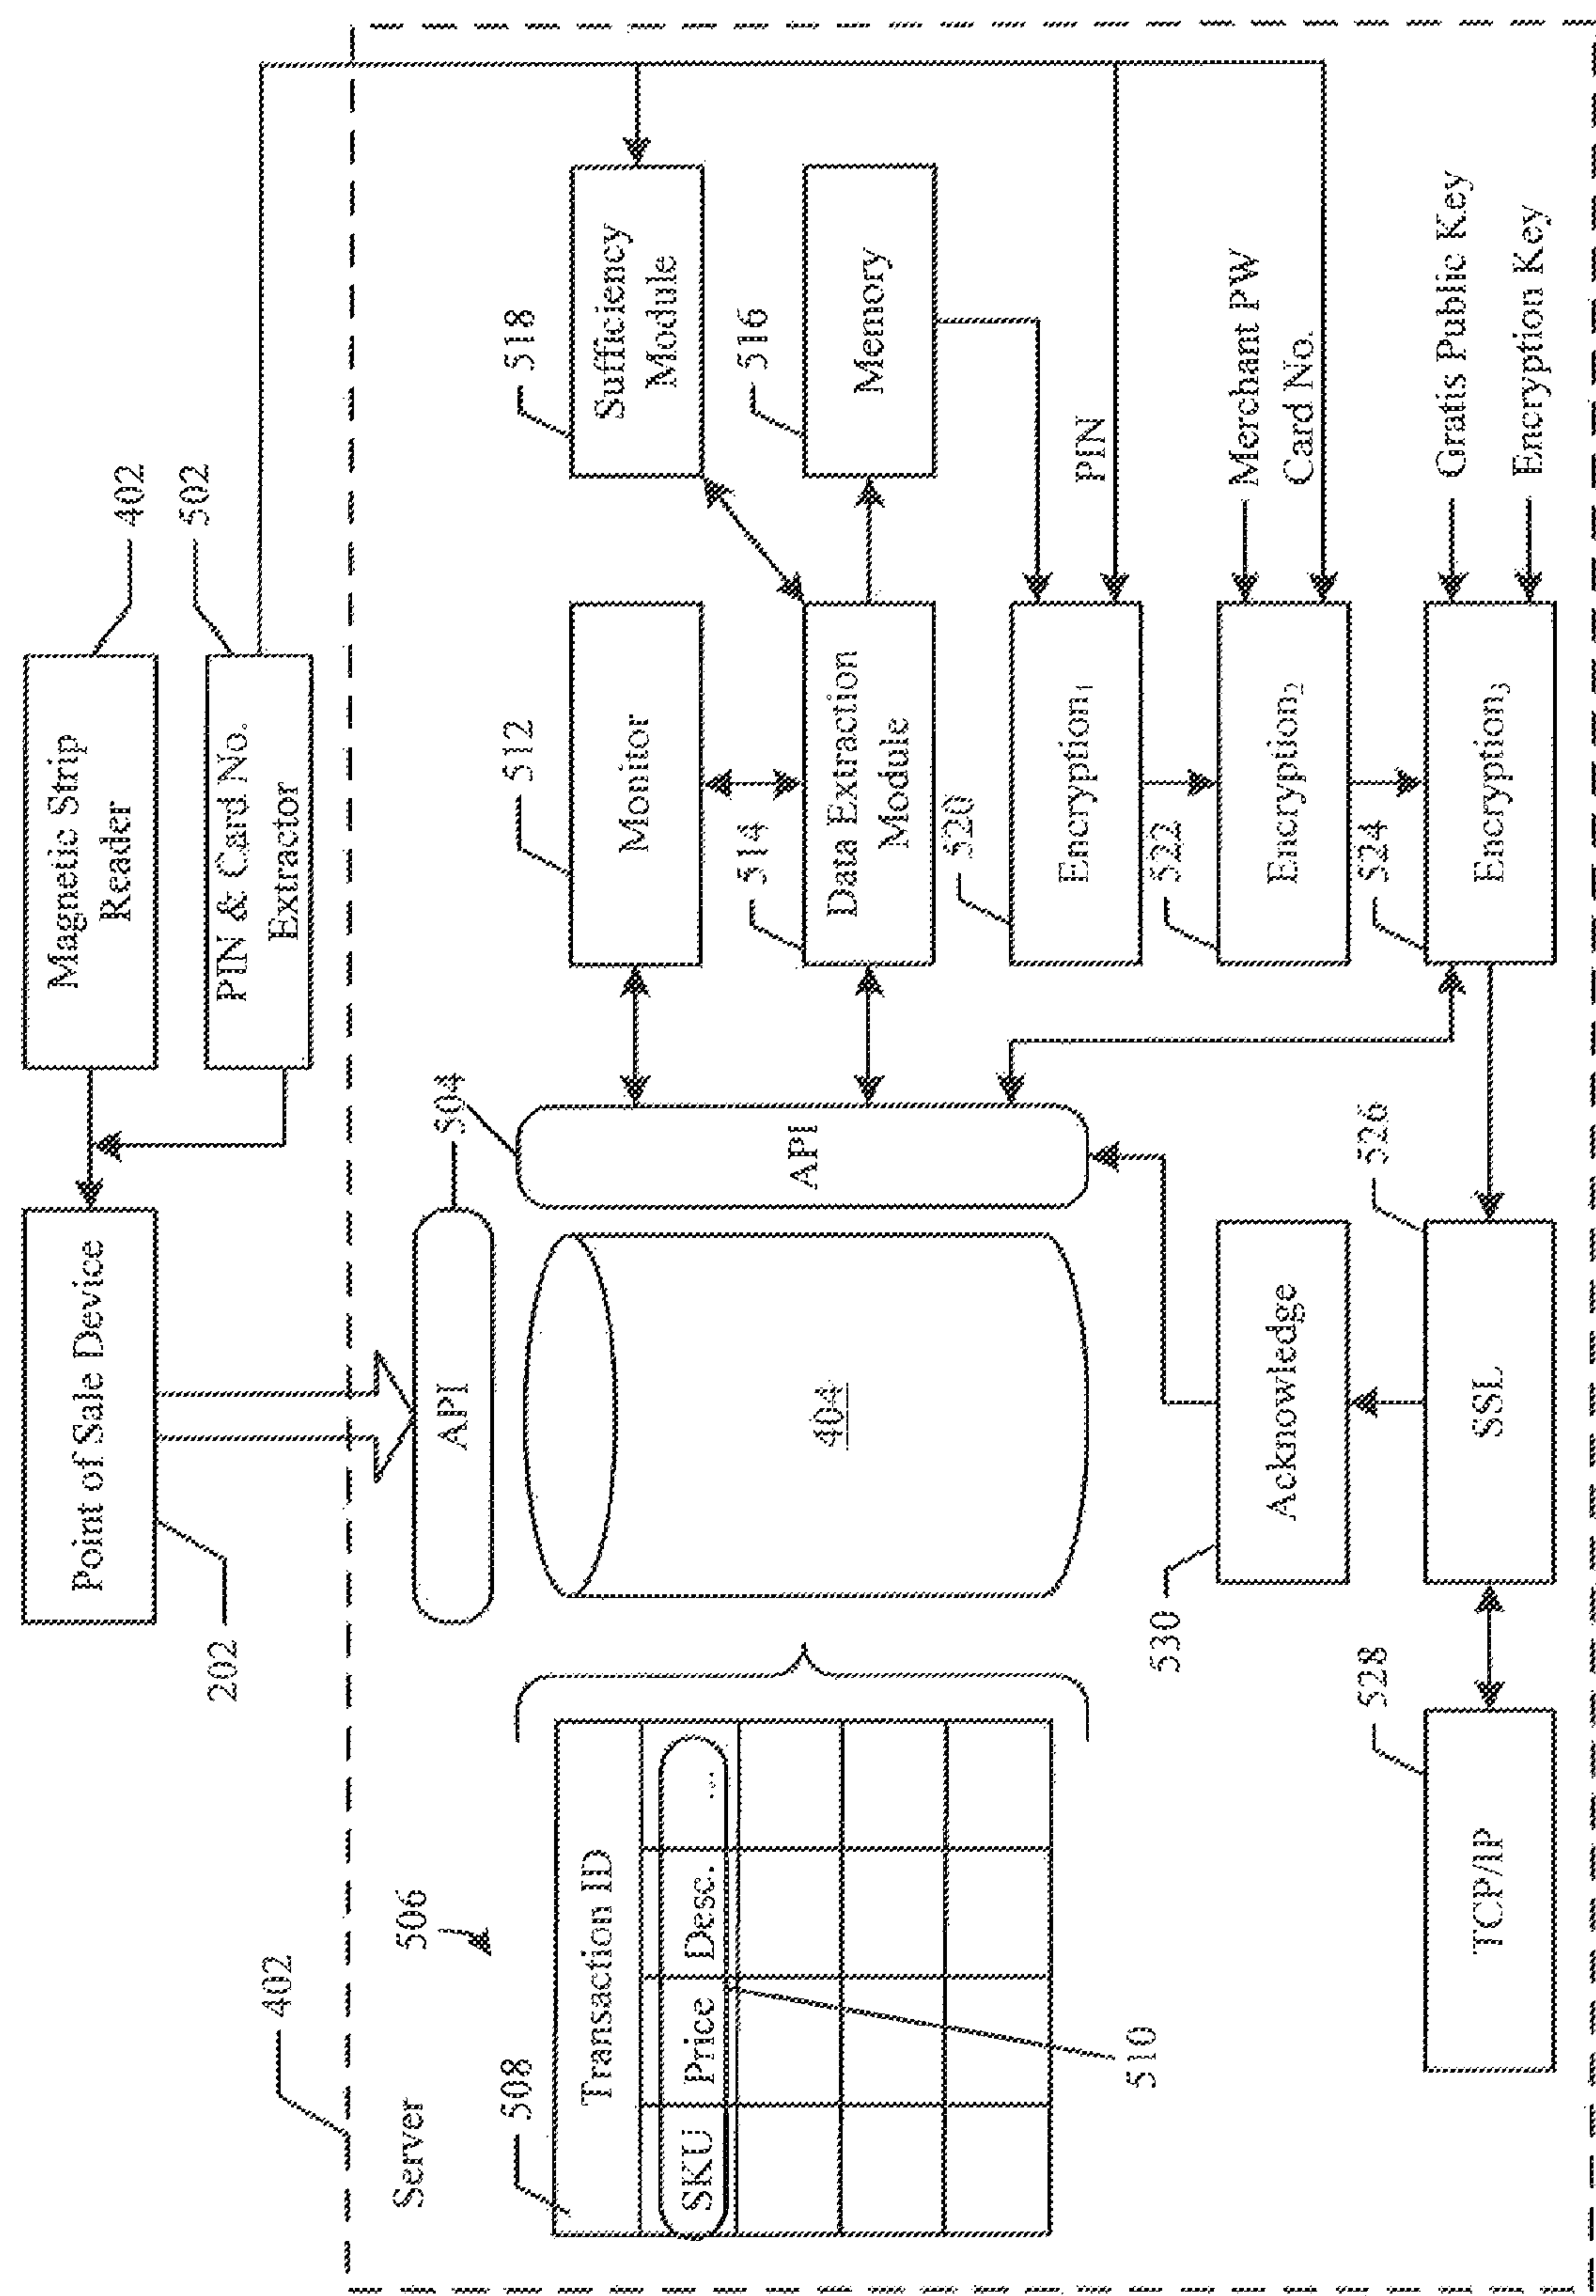 Point of Sale Device
202
Magnetic Strip
Reader
402
PIN & Card No.
Extractor
502
402
Server
API
504
506
508
Transaction ID
SKU
Price
Desc.
...
510
404
API
Monitor
512
Sufficiency
Module
518
Data Extraction
Module
514
Memory
516
Encryption1
520
PIN
Encryption2
522
Merchant PW
Card No.
Encryption3
524
Gratis Public Key
Encryption Key
Acknowledge
530
SSL
526
TCP/IP
528